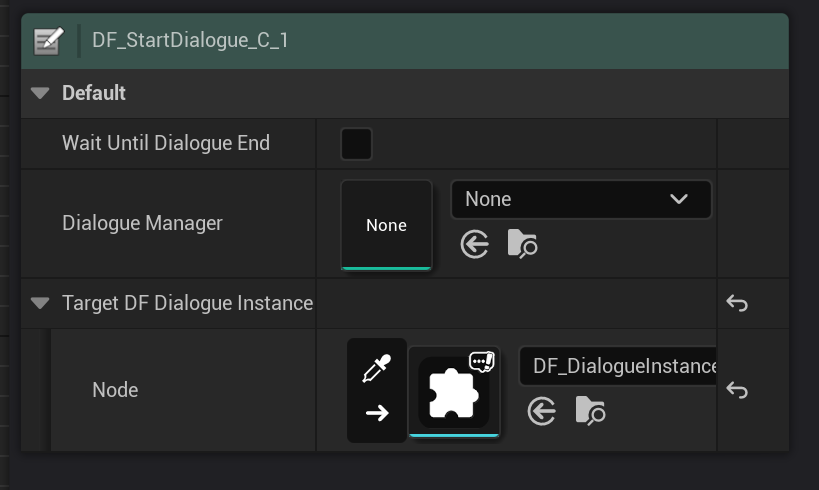 DF_StartDialogue_C_1
Default
Wait Until Dialogue End
Dialogue Manager
None
None
Target DF Dialogue Instance
Node
DF_DialogueInstance